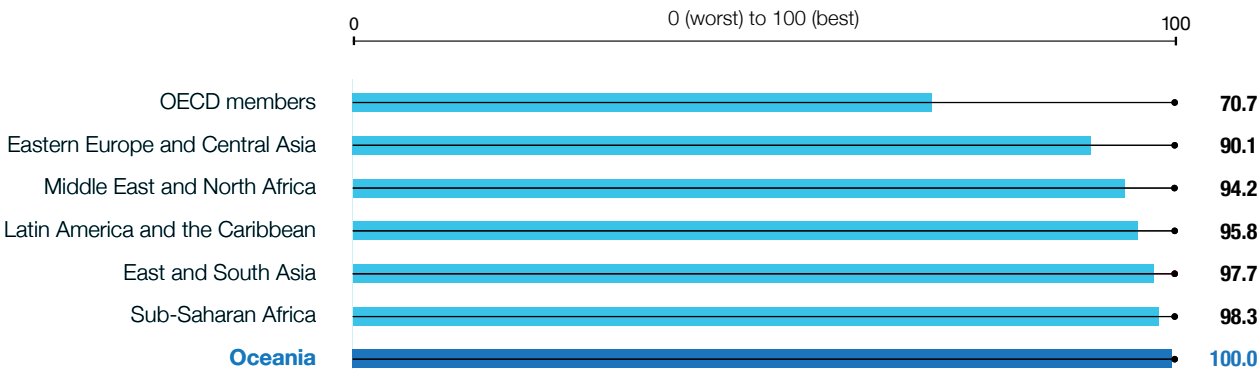 0 (worst) to 100 (best)
0 100
OECD members 70.7
Eastern Europe and Central Asia 90.1
Middle East and North Africa 94.2
Latin America and the Caribbean 95.8
East and South Asia 97.7
Sub-Saharan Africa 98.3
Oceania 100.0